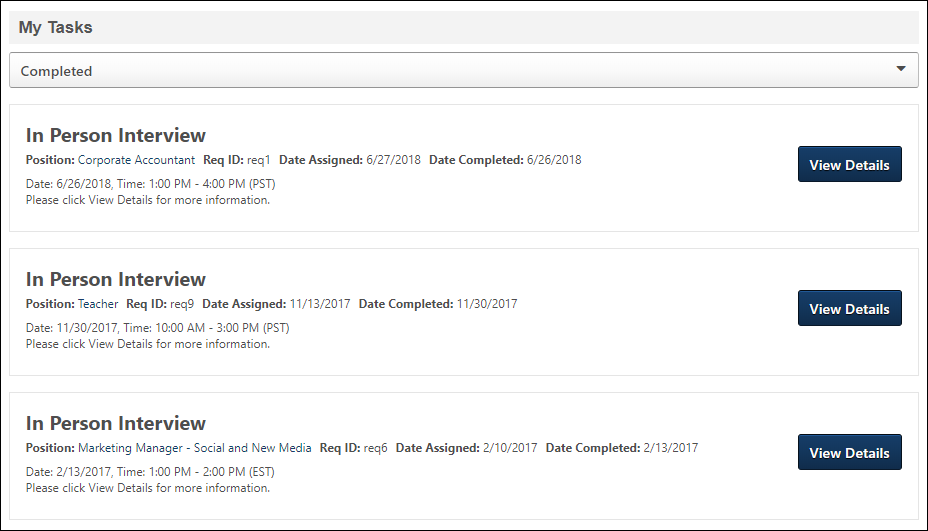 My Tasks
Completed
In Person Interview
Position: Corporate Accountant Req ID: req1 Date Assigned: 6/27/2018 Date Completed: 6/26/2018
View Details
Date: 6/26/2018, Time: 1:00 PM - 4:00 PM (PST)
Please click View Details for more information.
In Person Interview
Position: Teacher Req ID: req9 Date Assigned: 11/13/2017 Date Completed: 11/30/2017
View Details
Date: 11/30/2017, Time: 10:00 AM - 3:00 PM (PST)
Please click View Details for more information.
In Person Interview
Position: Marketing Manager - Social and New Media Req ID: req6 Date Assigned: 2/10/2017 Date Completed: 2/13/2017
View Details
Date: 2/13/2017, Time: 1:00 PM - 2:00 PM (EST)
Please click View Details for more information.